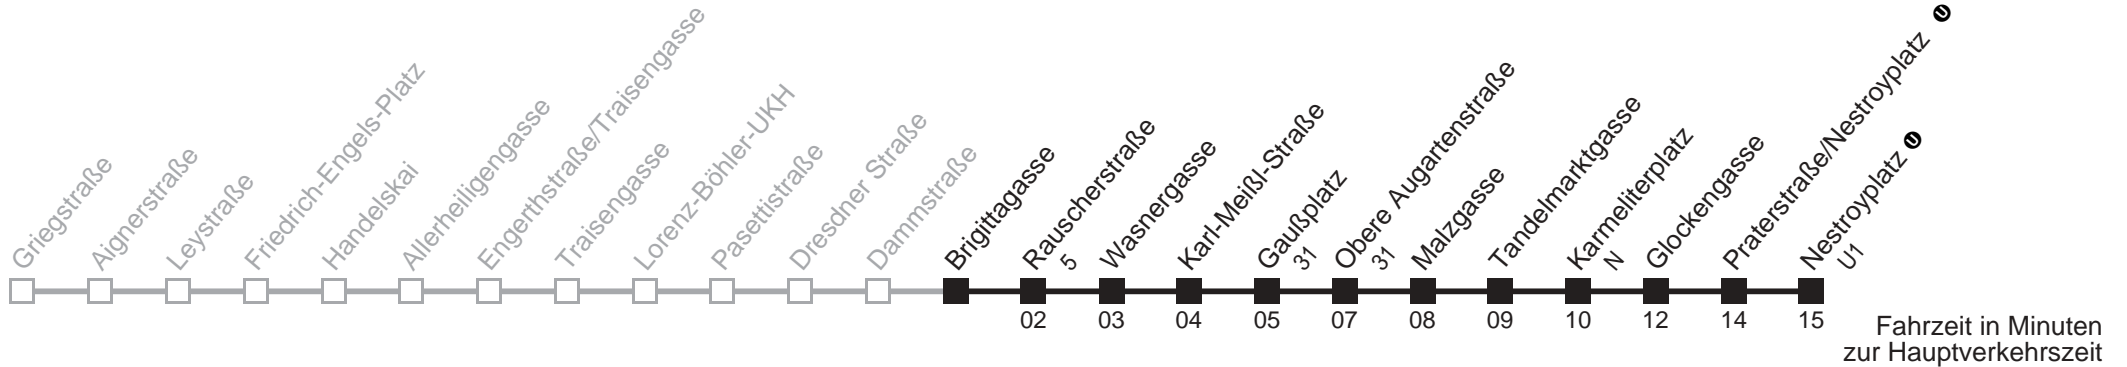 Griegstraße
Aignerstraße
Leystraße
Friedrich-Engels-Platz
Handelskai
Allerheiligengasse
Engerthstraße/Traisengasse
Traisengasse
Lorenz-Böhler-UKH
Pasettistraße
Dresdner Straße
Dammstraße
Brigittagasse
Rauscherstraße
5
Wasnergasse
Karl-Meißl-Straße
Gaußplatz
31
Obere Augartenstraße
31
Malzgasse
Tandelmarktgasse
Karmeliterplatz
N
Glockengasse
Praterstraße/Nestroyplatz U
Nestroyplatz U
U1
02 03 04 05 07 08 09 10 12 14 15
Fahrzeit in Minuten
zur Hauptverkehrszeit